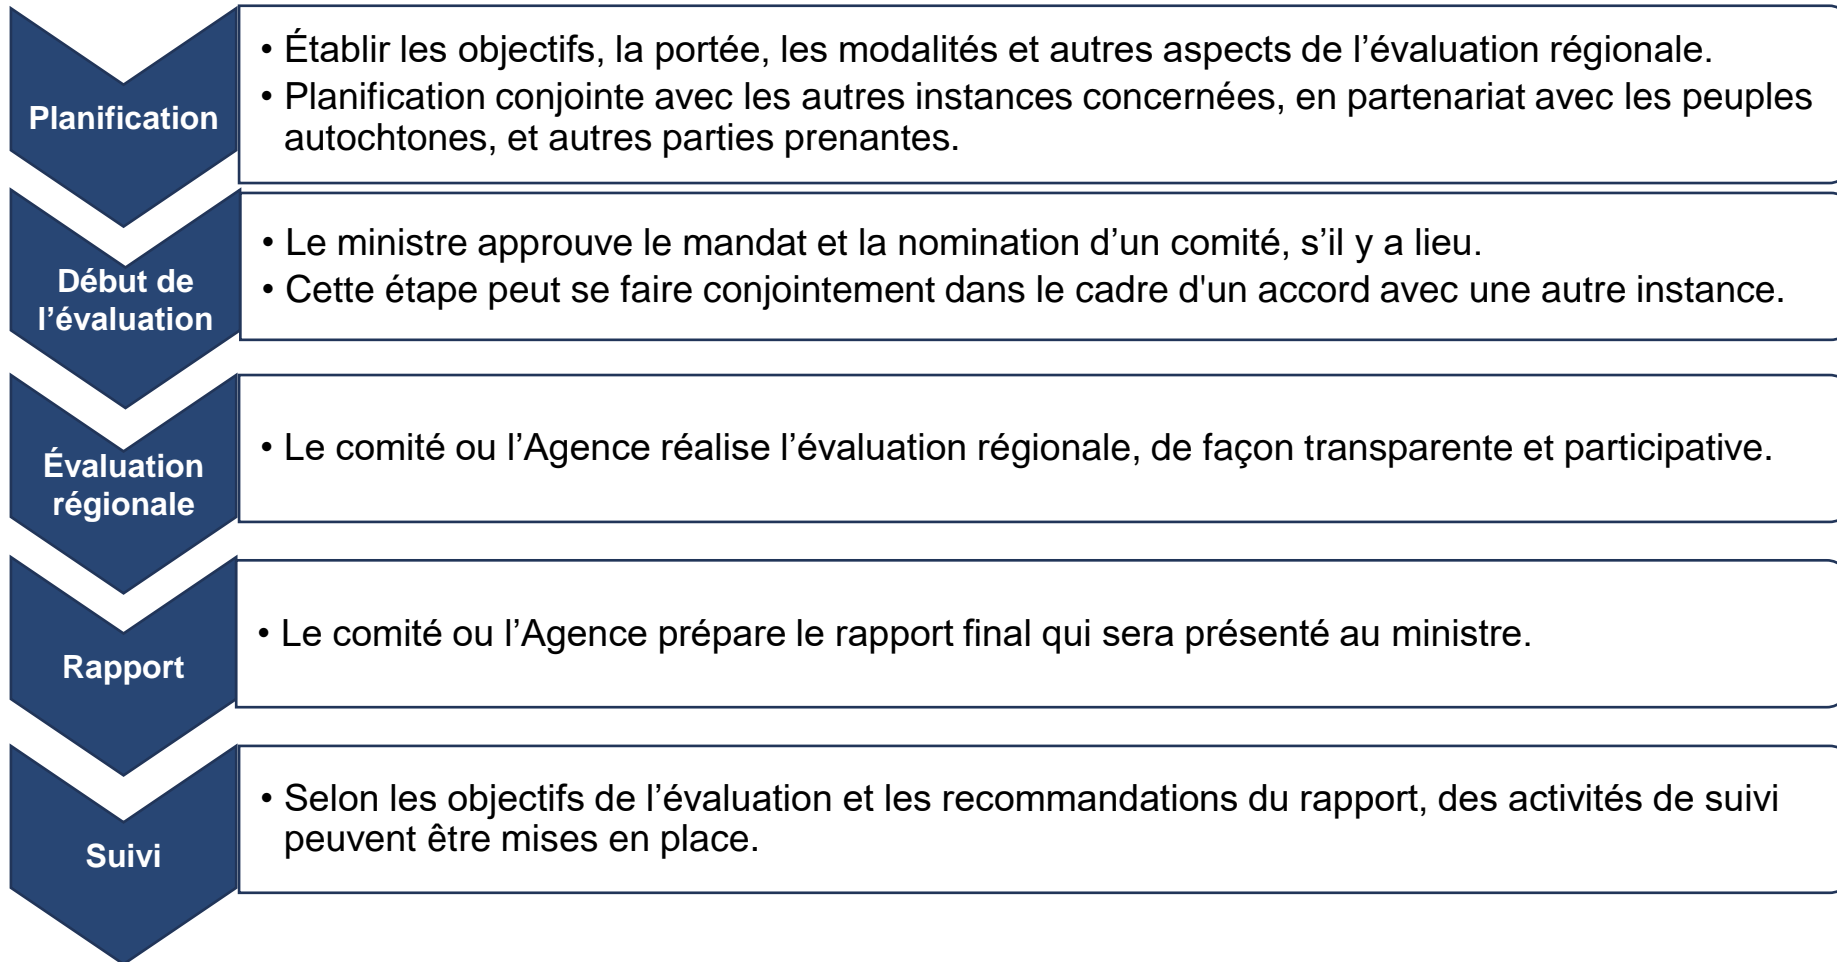 Planification
• Établir les objectifs, la portée, les modalités et autres aspects de l’évaluation régionale.
• Planification conjointe avec les autres instances concernées, en partenariat avec les peuples
autochtones, et autres parties prenantes.
Début de
l’évaluation
• Le ministre approuve le mandat et la nomination d’un comité, s’il y a lieu.
• Cette étape peut se faire conjointement dans le cadre d'un accord avec une autre instance.
Évaluation
régionale
• Le comité ou l’Agence réalise l’évaluation régionale, de façon transparente et participative.
Rapport
• Le comité ou l’Agence prépare le rapport final qui sera présenté au ministre.
Suivi
• Selon les objectifs de l’évaluation et les recommandations du rapport, des activités de suivi
peuvent être mises en place.